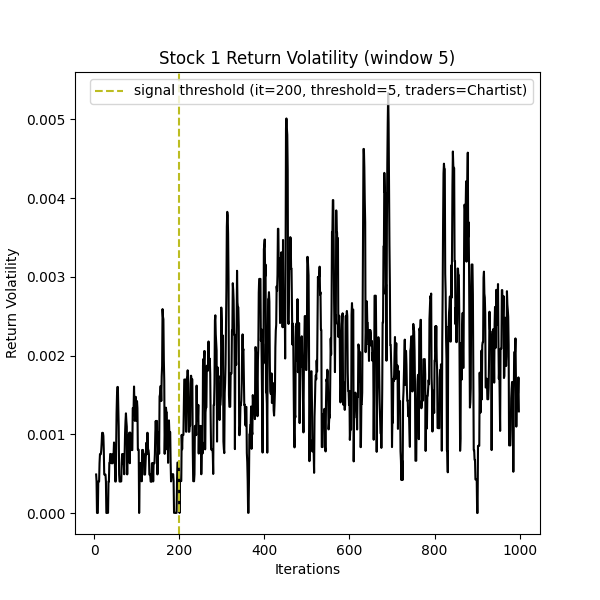 Stock 1 Return Volatility (window 5)
signal threshold (it=200, threshold=5, traders=Chartist)
0.005
0.004
0.003
0.002
0.001
0.000
Return Volatility
0 200 400 600 800 1000
Iterations